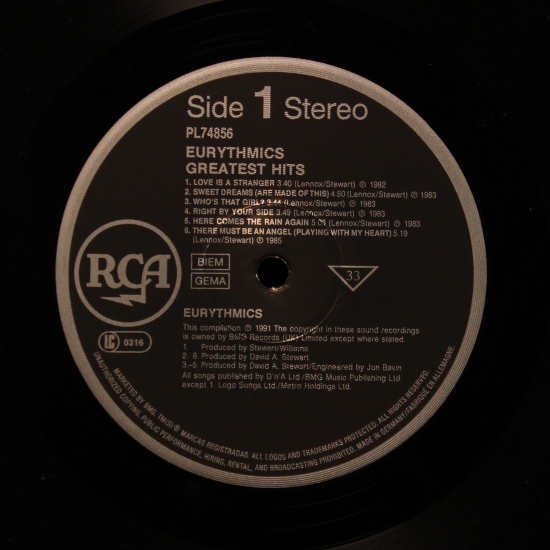 Side 1 Stereo
PL74856
EURYTHMICS
GREATEST HITS
1. LOVE IS A STRANGER 3.40 (Lennox/Stewart) ℗ 1982
2. SWEET DREAMS (ARE MADE OF THIS) 4.50 (Lennox/Stewart) ℗ 1983
3. WHO'S THAT GIRL? 3.44 (Lennox/Stewart) ℗ 1983
4. RIGHT BY YOUR SIDE 3.49 (Lennox/Stewart) ℗ 1983
5. HERE COMES THE RAIN AGAIN 5.03 (Lennox/Stewart) ℗ 1983
6. THERE MUST BE AN ANGEL (PLAYING WITH MY HEART) 5.19
(Lennox/Stewart) ℗ 1985
RCA
BIEM
GEMA
33
LC 0316
EURYTHMICS
This compilation ℗ 1991 The copyright in these sound recordings
is owned by BMG Records (UK) Limited except where stated
1. Produced by Stewart/Williams
2. 6. Produced by David A. Stewart
3.–5. Produced by David A. Stewart/Engineered by Jon Bavin
All songs published by D'n'A Ltd./BMG Music Publishing Ltd.
except 1. Logo Songs Ltd./Metro Holdings Ltd.
MARKETED BY BMG. TM(S) ® MARCAS REGISTRADAS. ALL LOGOS AND TRADEMARKS PROTECTED. ALL RIGHTS RESERVED.
UNAUTHORIZED COPYING, PUBLIC PERFORMANCE, HIRING, RENTAL, AND BROADCASTING PROHIBITED. MADE IN GERMANY/FABRIQUÉ EN ALLEMAGNE.